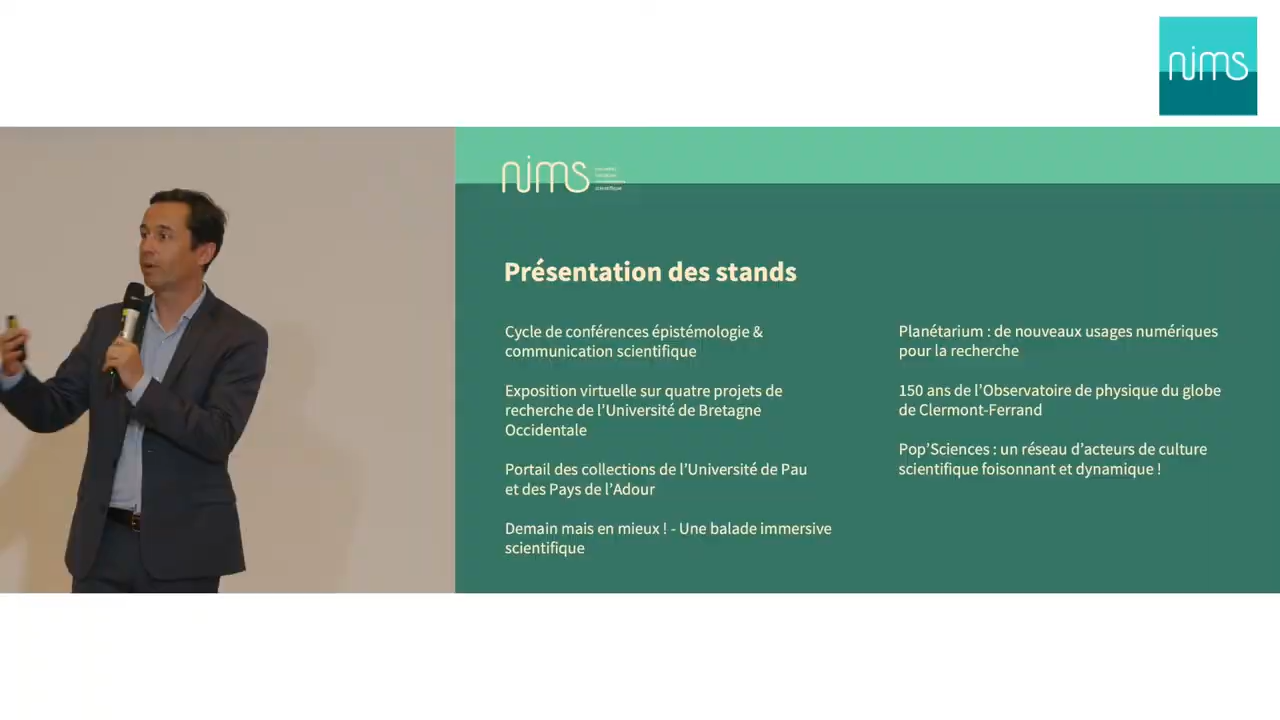 nims
nims
scientifique
Présentation des stands
Cycle de conférences épistémologie &
communication scientifique
Exposition virtuelle sur quatre projets de
recherche de l'Université de Bretagne
Occidentale
Portail des collections de l'Université de Pau
et des Pays de l'Adour
Demain mais en mieux ! - Une balade immersive
scientifique
Planétarium : de nouveaux usages numériques
pour la recherche
150 ans de l'Observatoire de physique du globe
de Clermont-Ferrand
Pop'Sciences : un réseau d'acteurs de culture
scientifique foisonnant et dynamique !